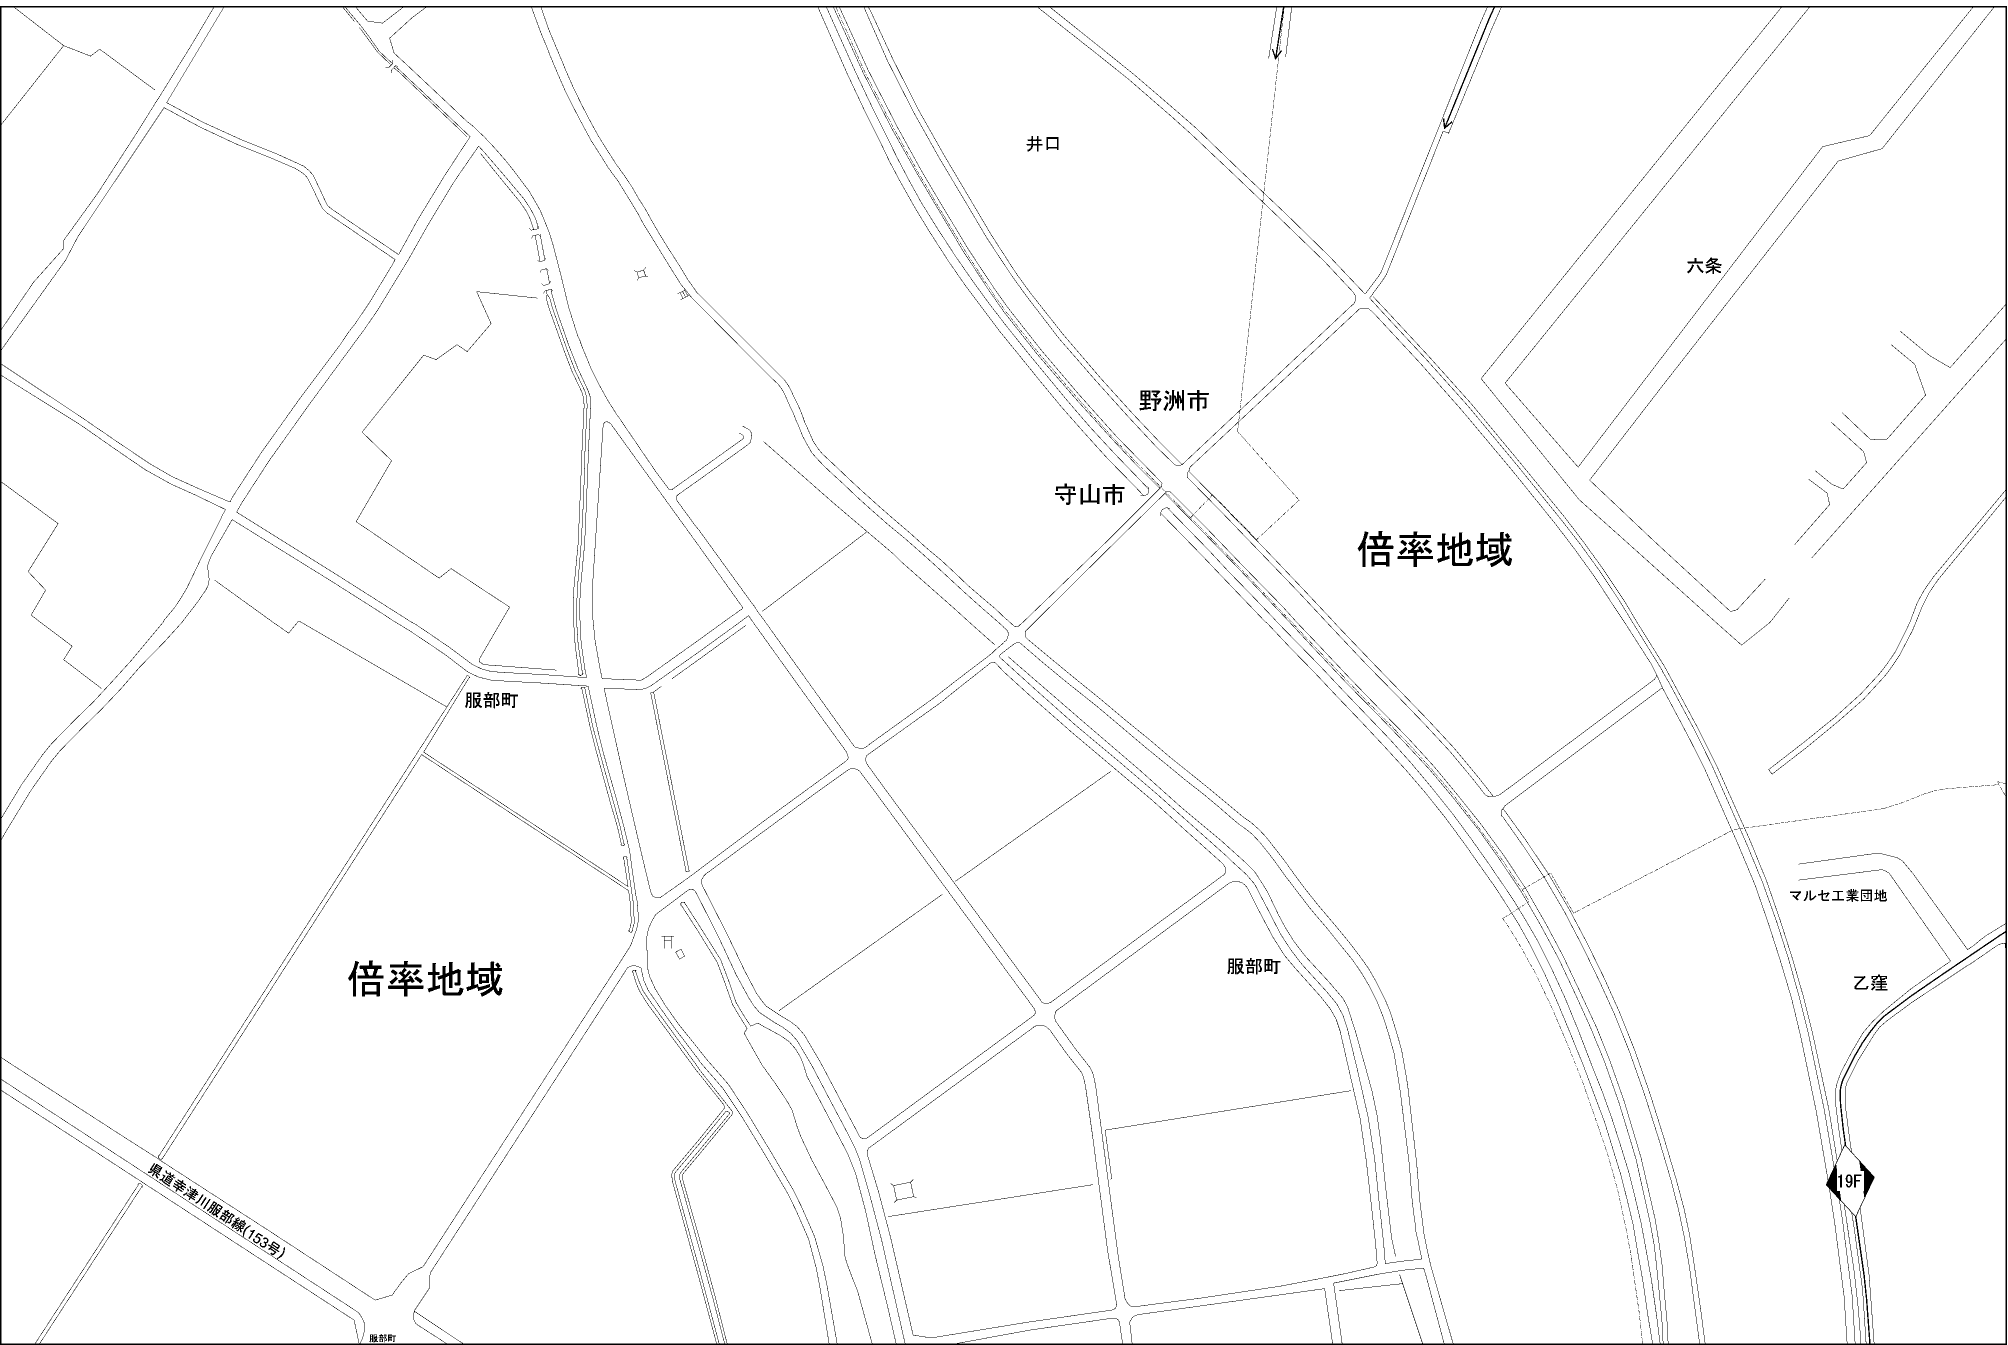 井口
六条
野洲市
守山市
倍率地域
服部町
マルセ工業団地
服部町
倍率地域
乙窪
県道幸津川服部線(153号)
19F
服部町